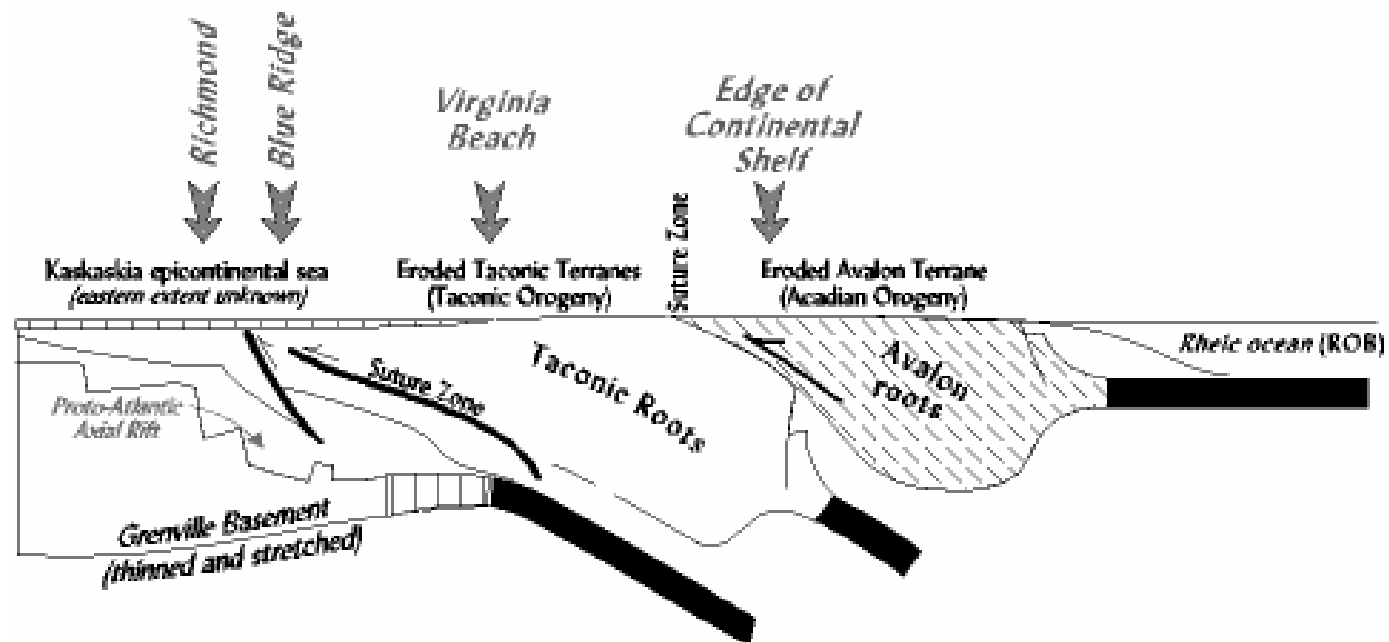 Richmond
Blue Ridge
Virginia
Beach
Edge of
Continental
Shelf
Suture Zone
Kaskaskia epicontinental sea
(eastern extent unknown)
Eroded Taconic Terranes
(Taconic Orogeny)
Eroded Avalon Terrane
(Acadian Orogeny)
Proto-Atlantic
Axial Rift
Suture Zone
Taconic Roots
Avalon
roots
Rheic ocean (ROB)
Grenville Basement
(thinned and stretched)